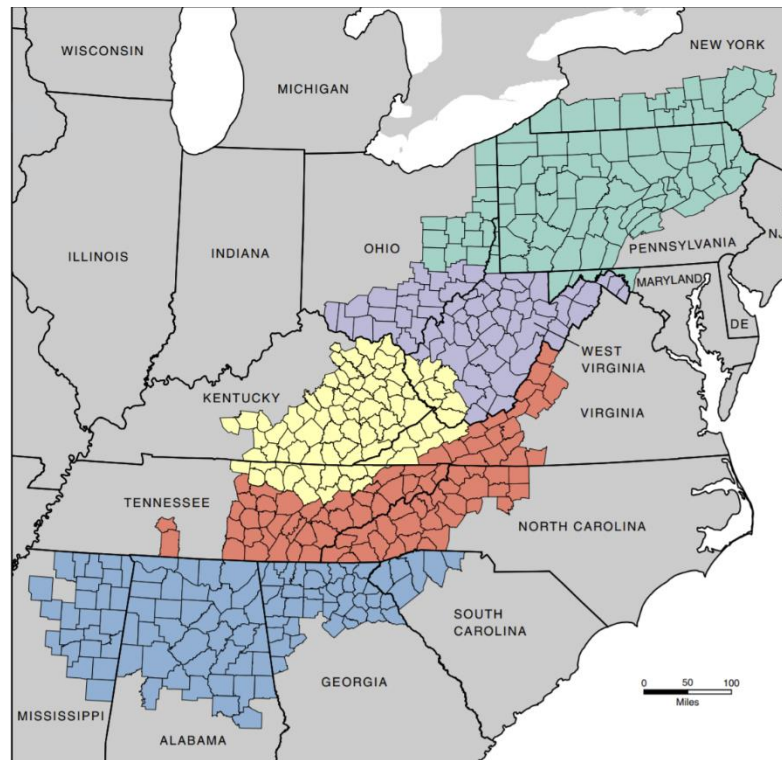 WISCONSIN
NEW YORK
MICHIGAN
ILLINOIS
INDIANA
OHIO
PENNSYLVANIA
NJ
MARYLAND
DE
WEST
VIRGINIA
KENTUCKY
VIRGINIA
TENNESSEE
NORTH CAROLINA
SOUTH
CAROLINA
GEORGIA
MISSISSIPPI
ALABAMA
0 50 100
Miles